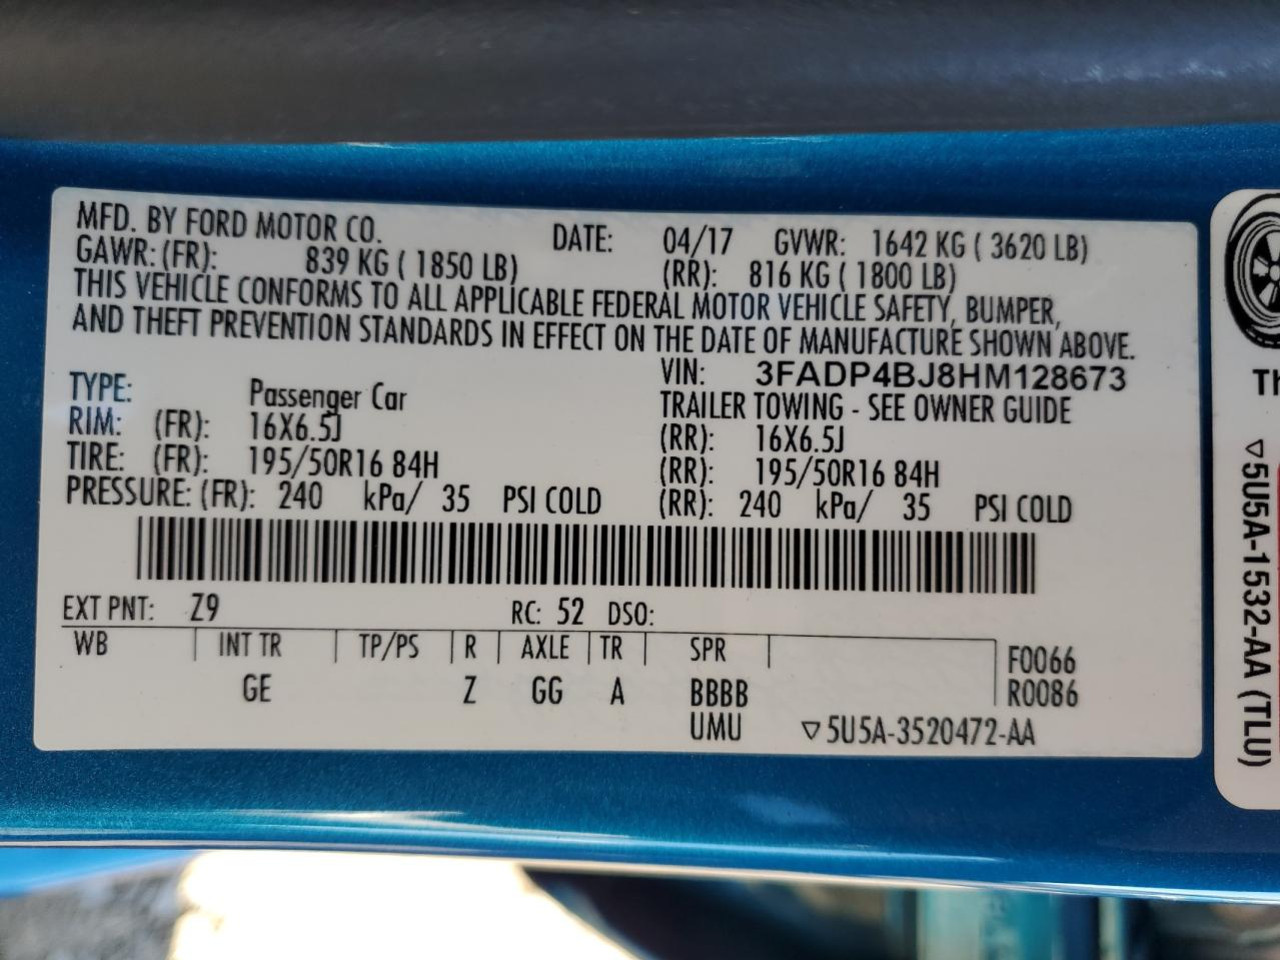 MFD. BY FORD MOTOR CO. DATE: 04/17 GVWR: 1642 KG ( 3620 LB)
GAWR: (FR): 839 KG ( 1850 LB) (RR): 816 KG ( 1800 LB)
THIS VEHICLE CONFORMS TO ALL APPLICABLE FEDERAL MOTOR VEHICLE SAFETY, BUMPER,
AND THEFT PREVENTION STANDARDS IN EFFECT ON THE DATE OF MANUFACTURE SHOWN ABOVE.
VIN: 3FADP4BJ8HM128673
TYPE: Passenger Car TRAILER TOWING - SEE OWNER GUIDE
RIM: (FR): 16X6.5J (RR): 16X6.5J
TIRE: (FR): 195/50R16 84H (RR): 195/50R16 84H
PRESSURE: (FR): 240 kPa/ 35 PSI COLD (RR): 240 kPa/ 35 PSI COLD
EXT PNT: Z9 RC: 52 DSO:
WB INT TR TP/PS R AXLE TR SPR F0066
GE Z GG A BBBB R0086
UMU ▽5U5A-3520472-AA
▽5U5A-1532-AA (TLU)